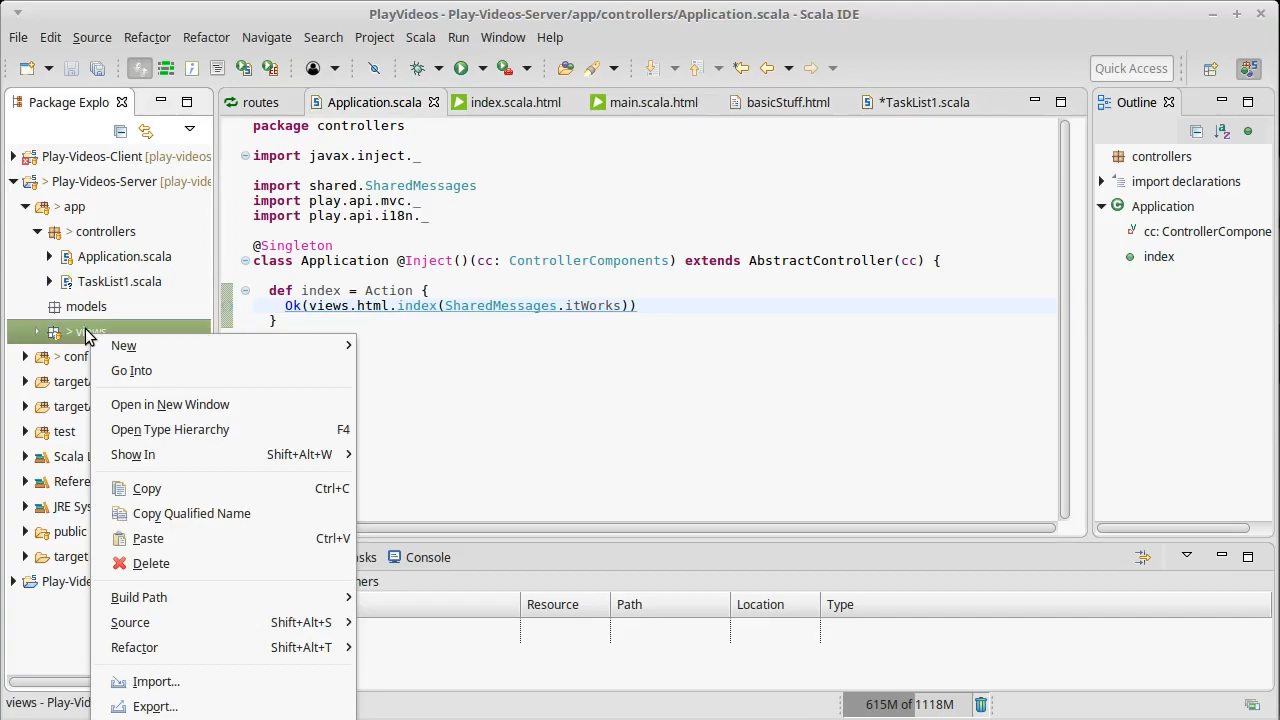 PlayVideos - Play-Videos-Server/app/controllers/Application.scala - Scala IDE
File Edit Source Refactor Refactor Navigate Search Project Scala Run Window Help
Quick Access
Package Explo
routes
Application.scala
index.scala.html
main.scala.html
basicStuff.html
*TaskList1.scala
Outline
Play-Videos-Client [play-videos
> Play-Videos-Server [play-vide
> app
> controllers
Application.scala
TaskList1.scala
models
> views
> conf
target/
target/
test
Scala L
Refere
JRE Sys
public
target
Play-Vide
package controllers
import javax.inject._
import shared.SharedMessages
import play.api.mvc._
import play.api.i18n._
@Singleton
class Application @Inject()(cc: ControllerComponents) extends AbstractController(cc) {
def index = Action {
Ok(views.html.index(SharedMessages.itWorks))
}
controllers
import declarations
Application
cc: ControllerCompone
index
New
Go Into
Open in New Window
Open Type Hierarchy F4
Show In Shift+Alt+W
Copy Ctrl+C
Copy Qualified Name
Paste Ctrl+V
Delete
Build Path
Source Shift+Alt+S
Refactor Shift+Alt+T
Import...
Export...
asks
Console
hers
Resource Path Location Type
views - Play-Vid
615M of 1118M